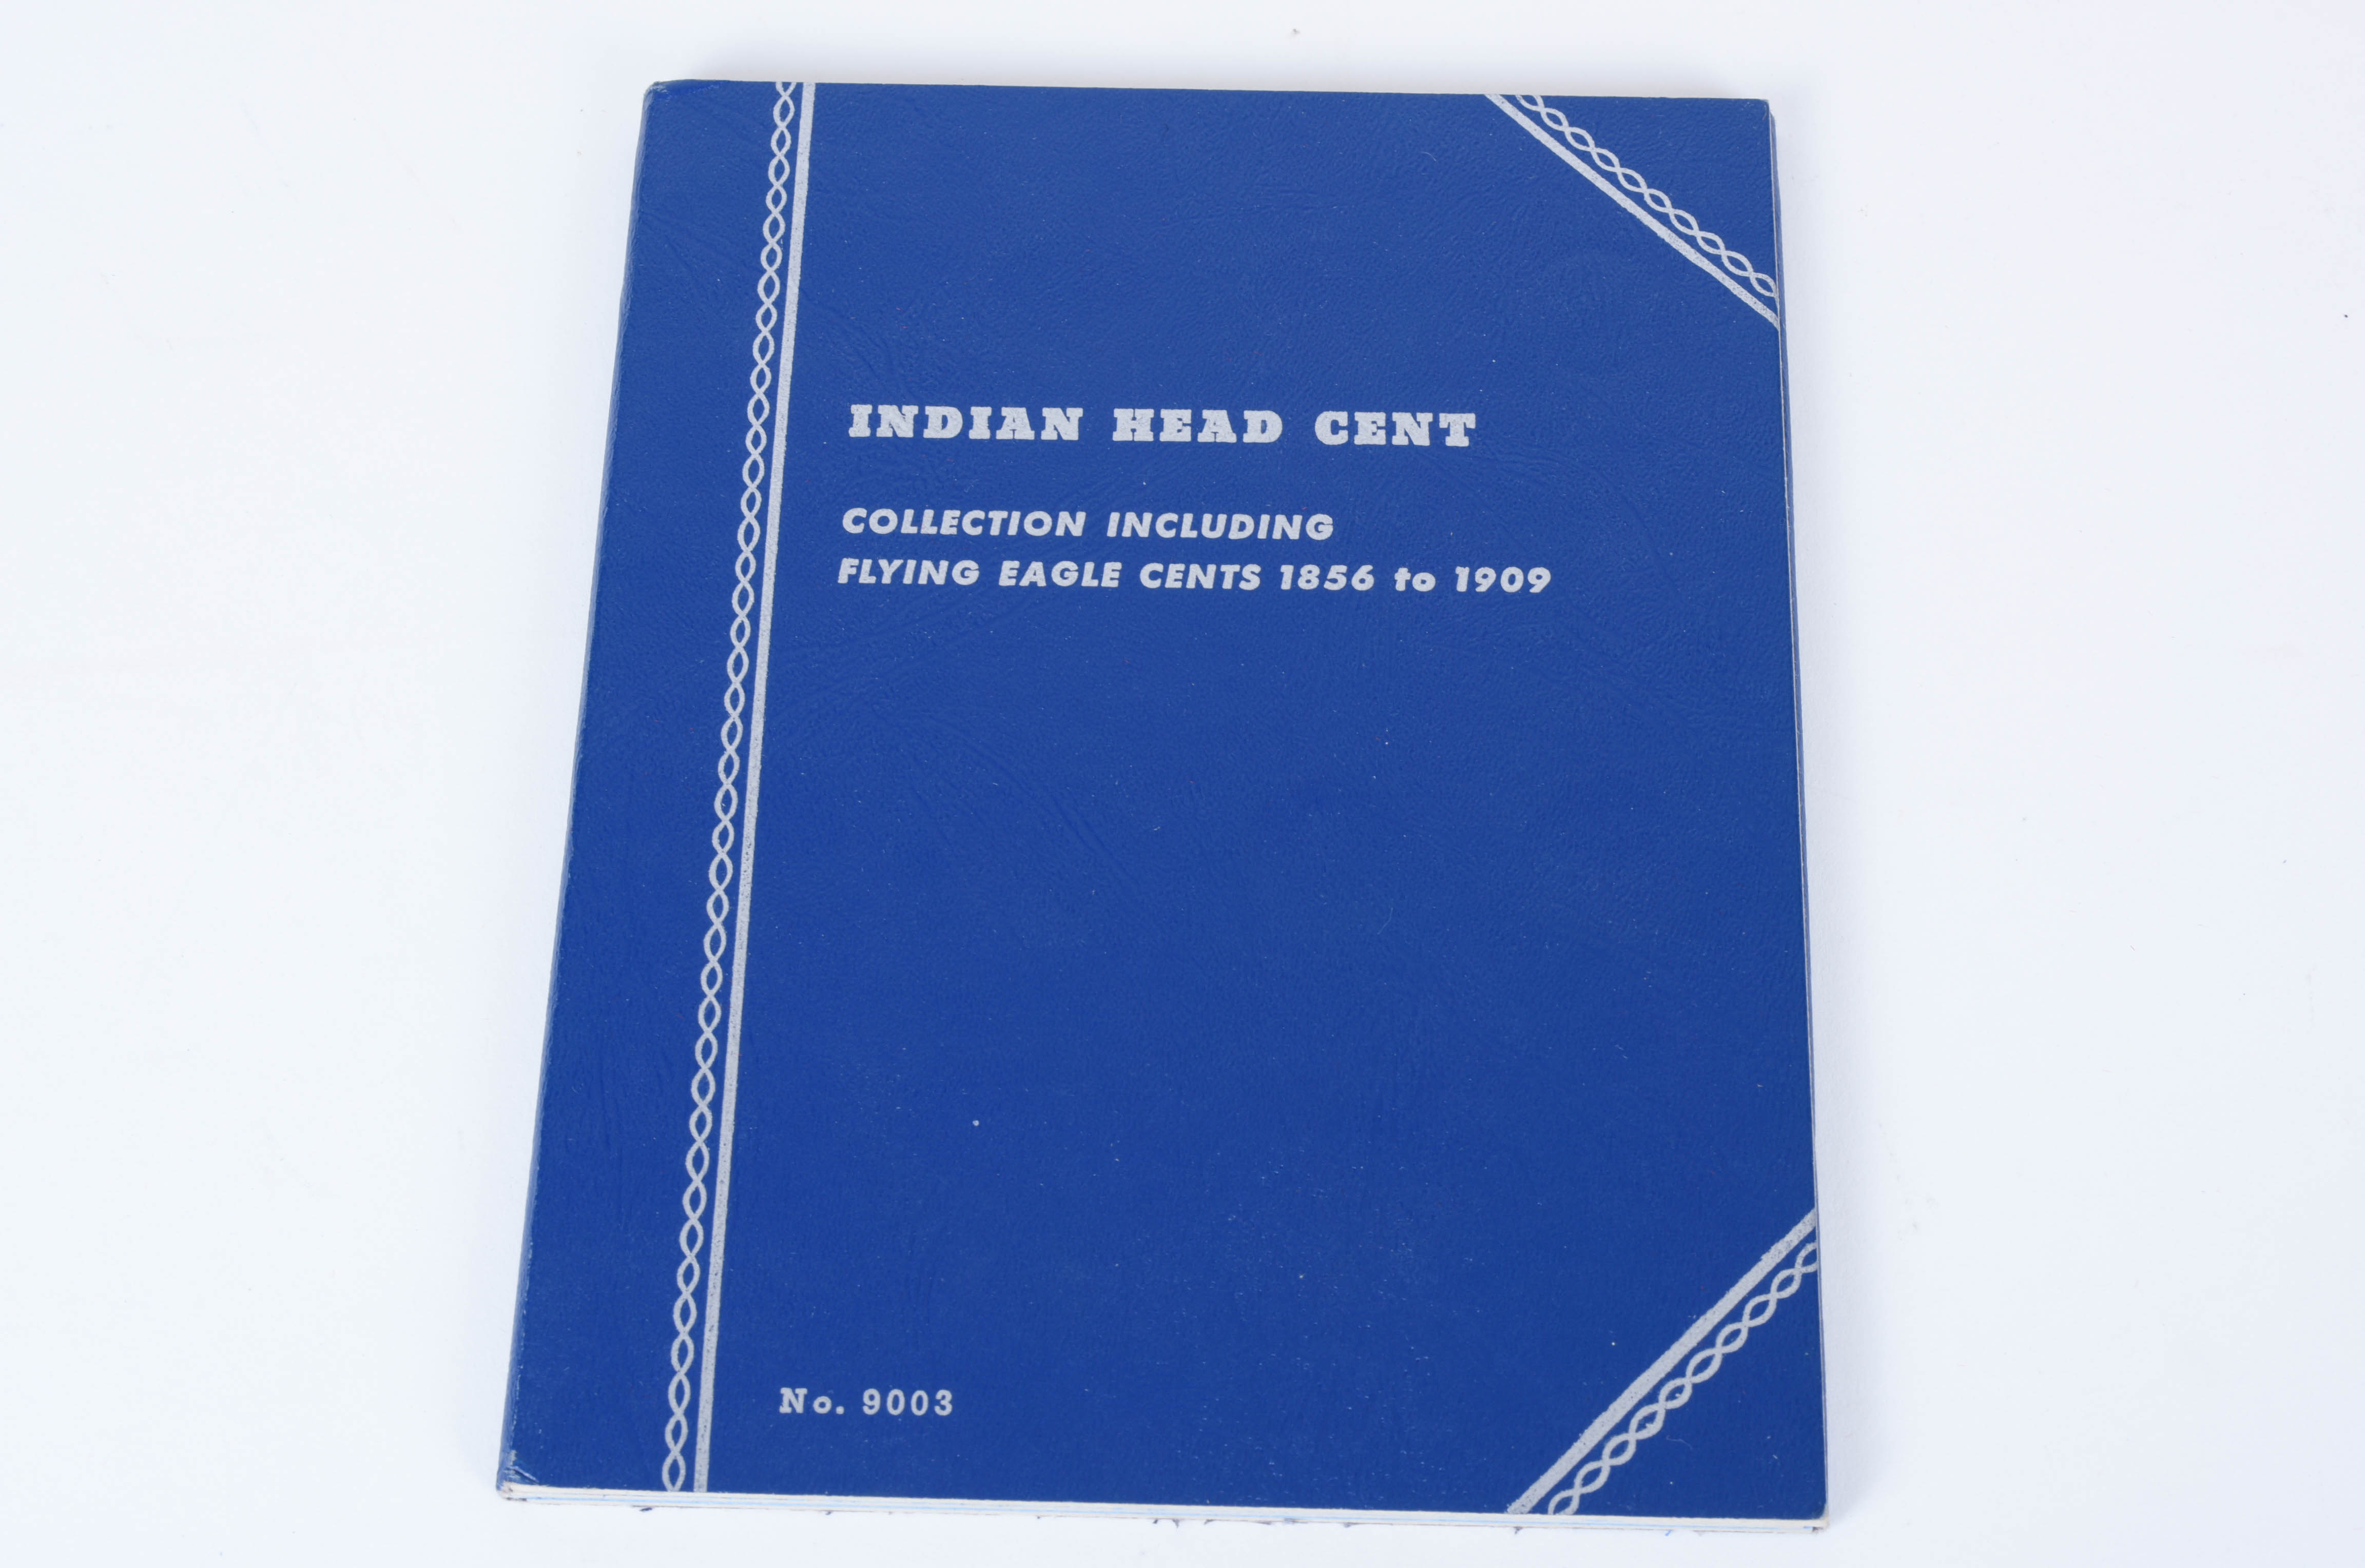 INDIAN HEAD CENT
COLLECTION INCLUDING
FLYING EAGLE CENTS 1856 to 1909
No. 9003